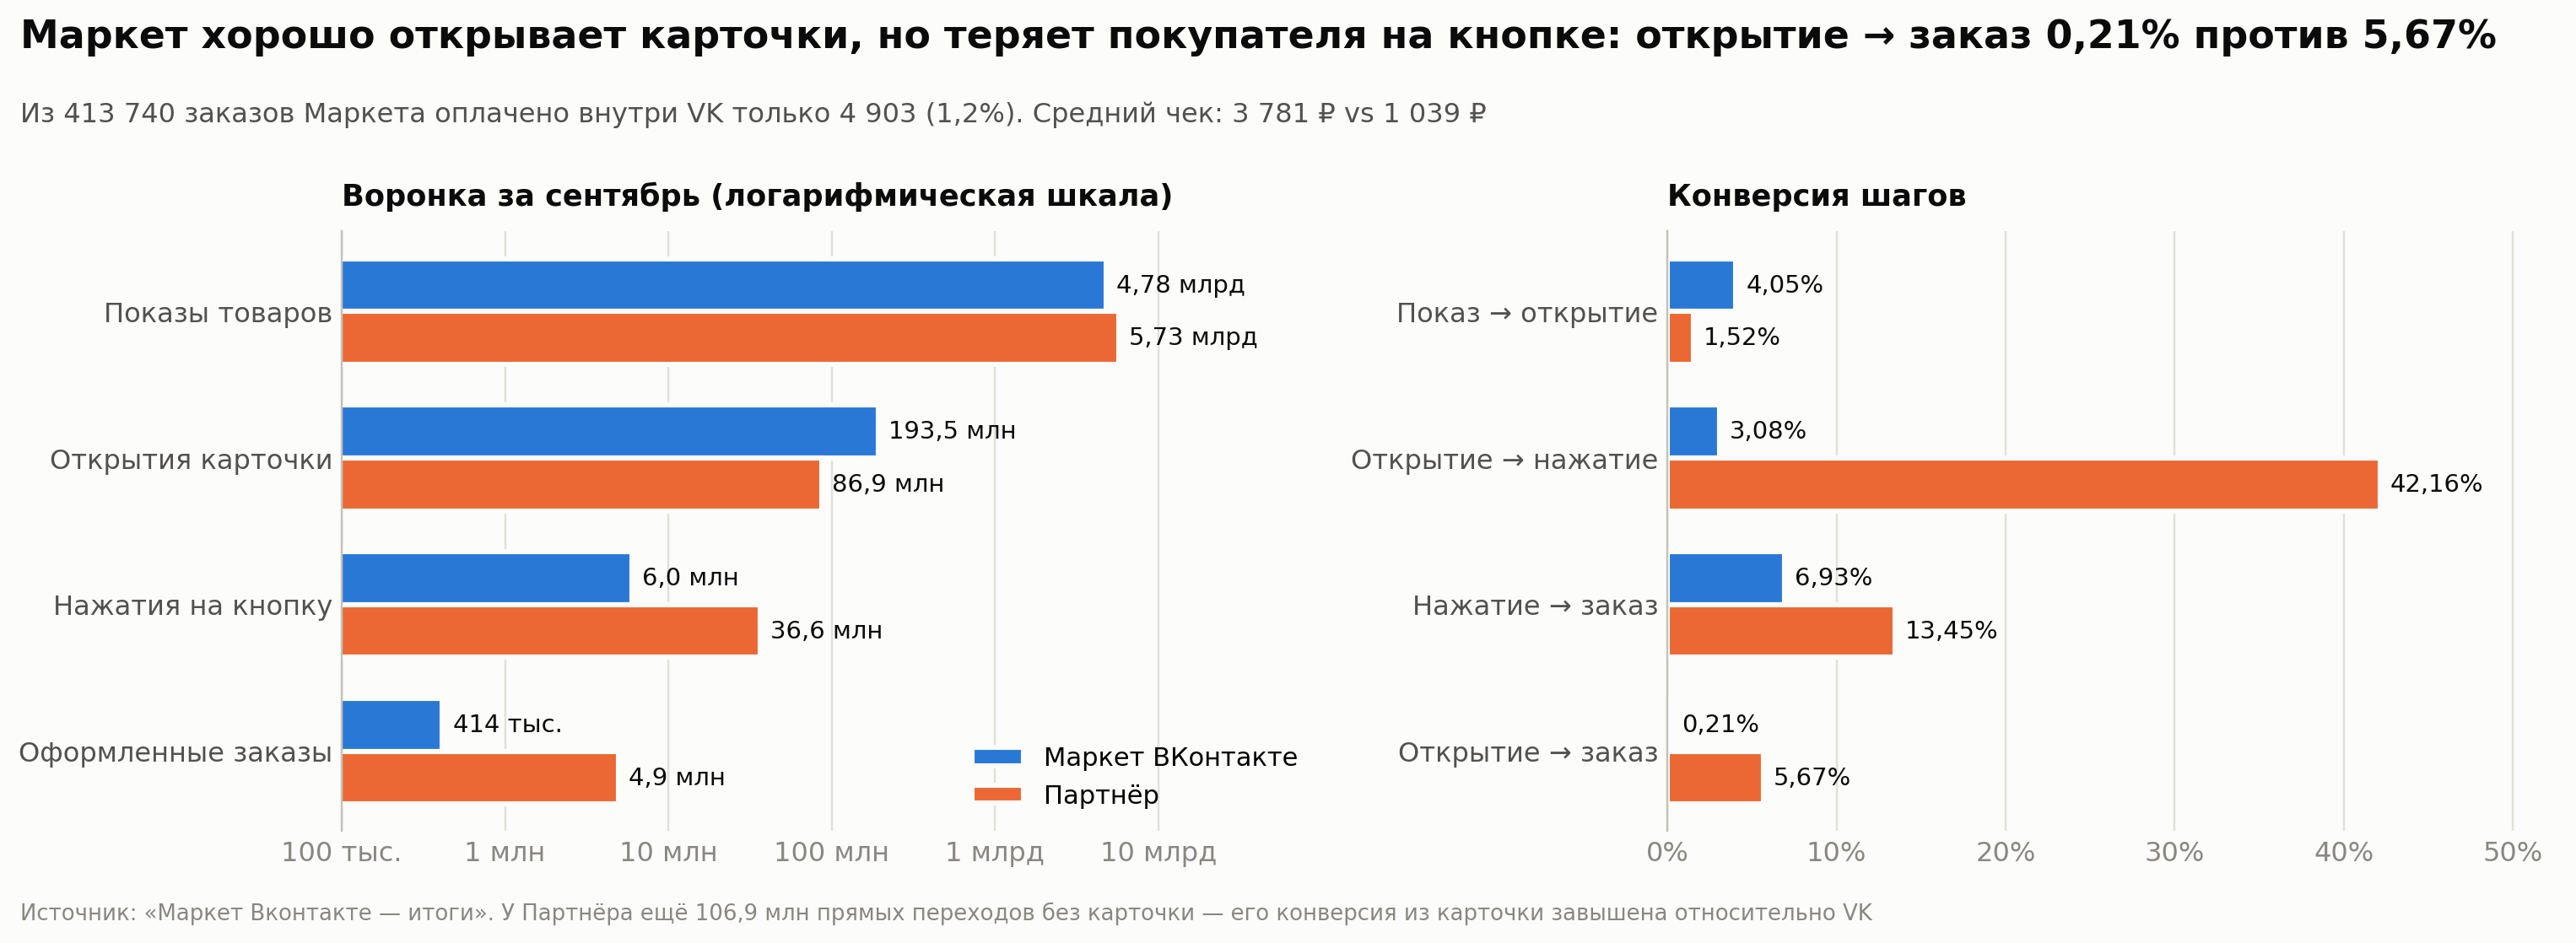 Маркет хорошо открывает карточки, но теряет покупателя на кнопке: открытие → заказ 0,21% против 5,67%
Из 413 740 заказов Маркета оплачено внутри VK только 4 903 (1,2%). Средний чек: 3 781 ₽ vs 1 039 ₽
Воронка за сентябрь (логарифмическая шкала)
Показы товаров
4,78 млрд
5,73 млрд
Открытия карточки
193,5 млн
86,9 млн
Нажатия на кнопку
6,0 млн
36,6 млн
Оформленные заказы
414 тыс.
4,9 млн
Маркет ВКонтакте
Партнёр
100 тыс. 1 млн 10 млн 100 млн 1 млрд 10 млрд
Конверсия шагов
Показ → открытие
4,05%
1,52%
Открытие → нажатие
3,08%
42,16%
Нажатие → заказ
6,93%
13,45%
Открытие → заказ
0,21%
5,67%
0% 10% 20% 30% 40% 50%
Источник: «Маркет Вконтакте — итоги». У Партнёра ещё 106,9 млн прямых переходов без карточки — его конверсия из карточки завышена относительно VK